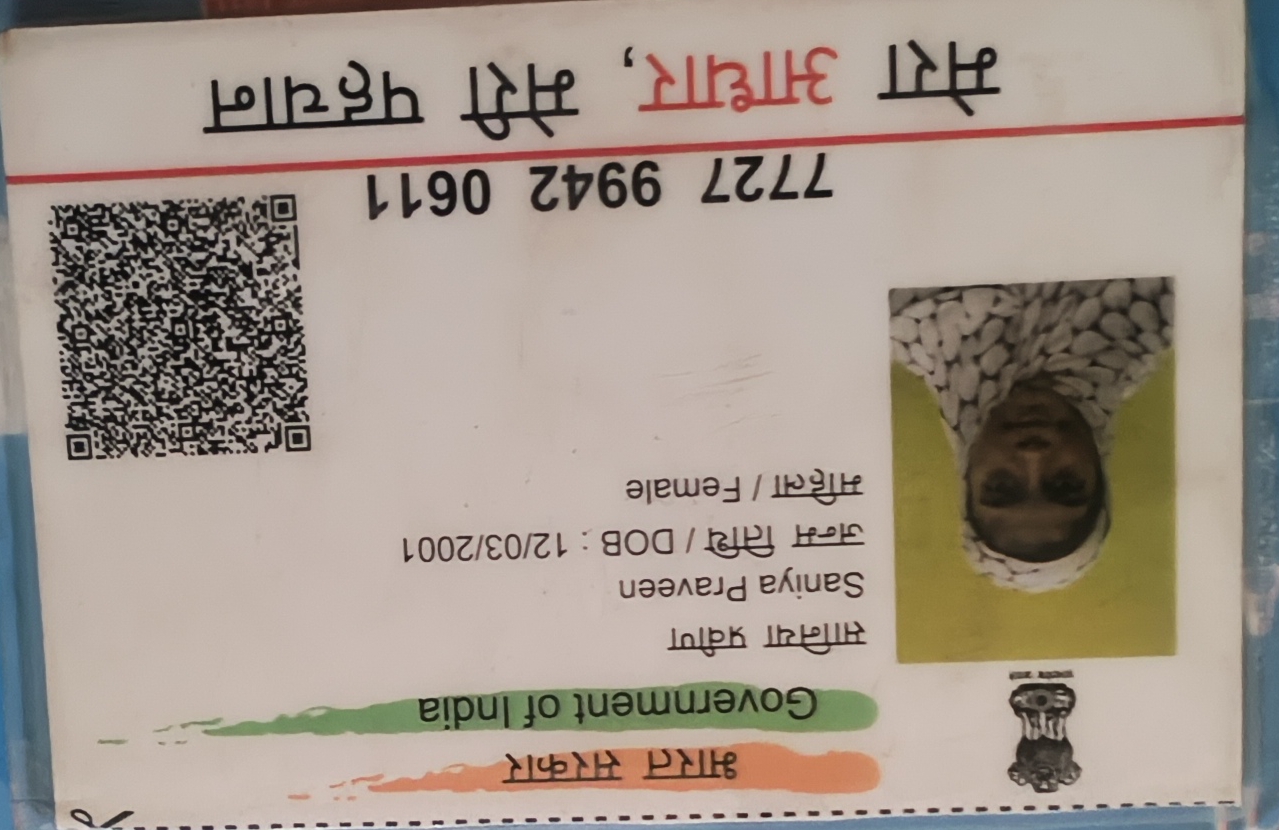 भारत सरकार
Government of India
सानिया प्रवीण
Saniya Praveen
जन्म तिथि / DOB : 12/03/2001
महिला / Female
7727 9942 0611
मेरा आधार, मेरी पहचान